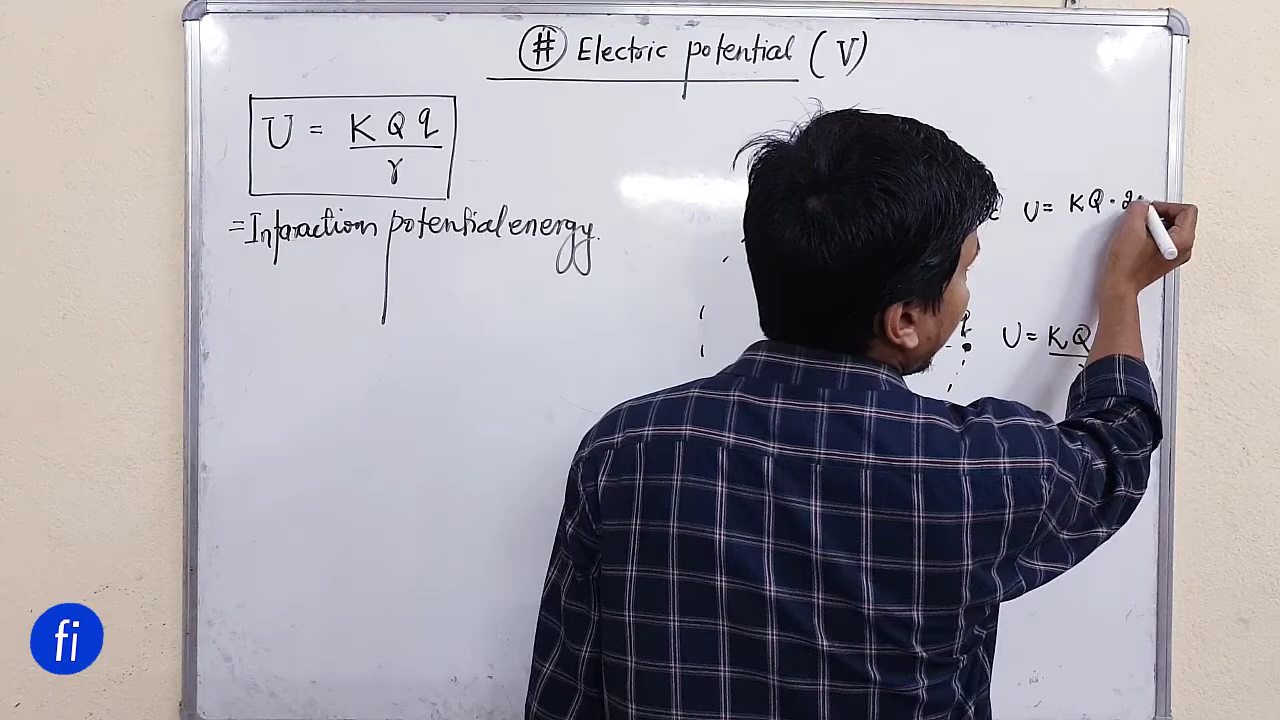 # Electric potential (V)
U = KQq
r
= Interaction potential energy.
U = KQ · 2
q U = KQ
fi